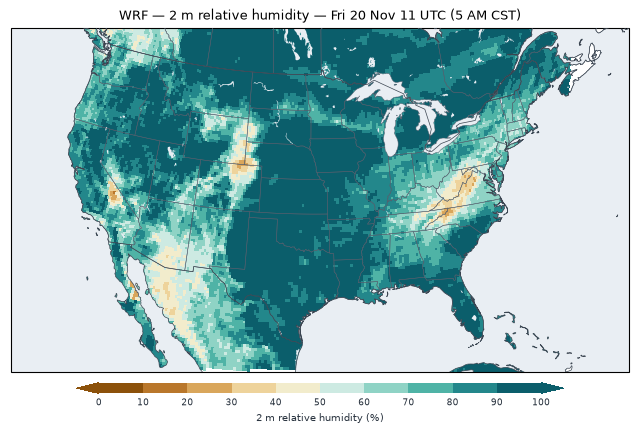 WRF — 2 m relative humidity — Fri 20 Nov 11 UTC (5 AM CST)
0 10 20 30 40 50 60 70 80 90 100
2 m relative humidity (%)